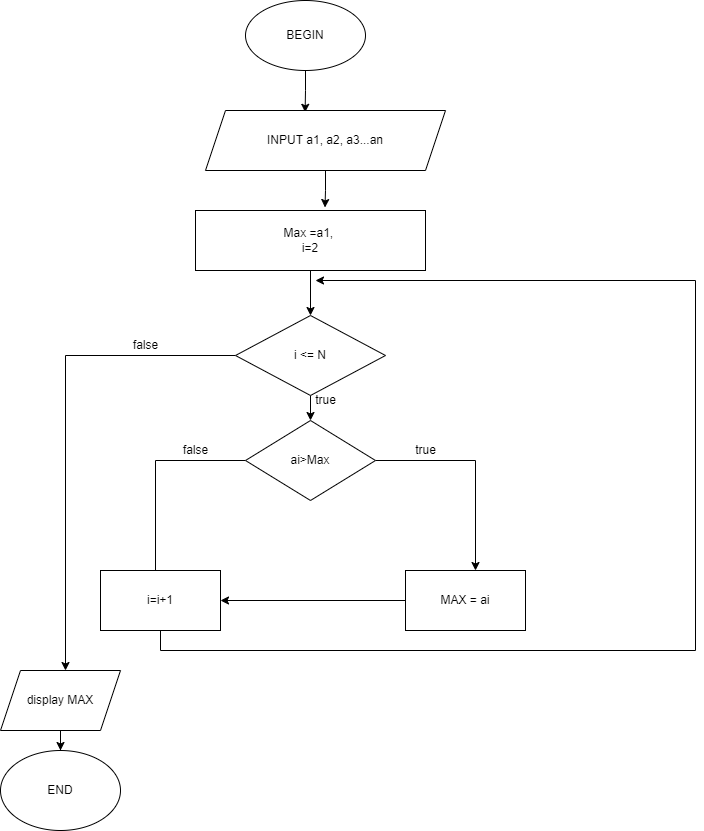 BEGIN
INPUT a1, a2, a3...an
Max =a1,
i=2
i <= N
false
true
ai>Max
false
true
i=i+1
MAX = ai
display MAX
END